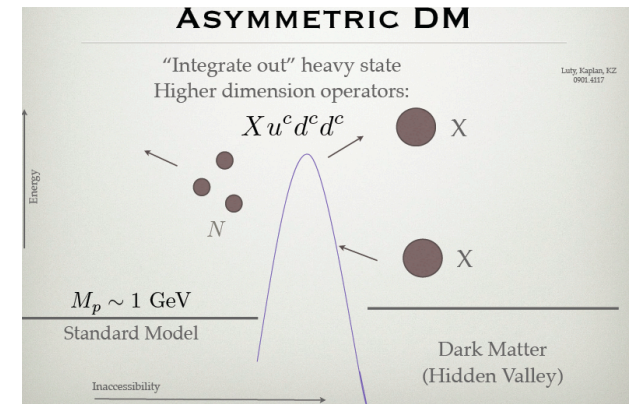 ASYMMETRIC DM
"Integrate out" heavy state
Higher dimension operators:
Luty, Kaplan, KZ
0901.4117
X u^c d^c d^c
X
Energy
N
X
M_p ∼ 1 GeV
Standard Model
Dark Matter
(Hidden Valley)
Inaccessibility